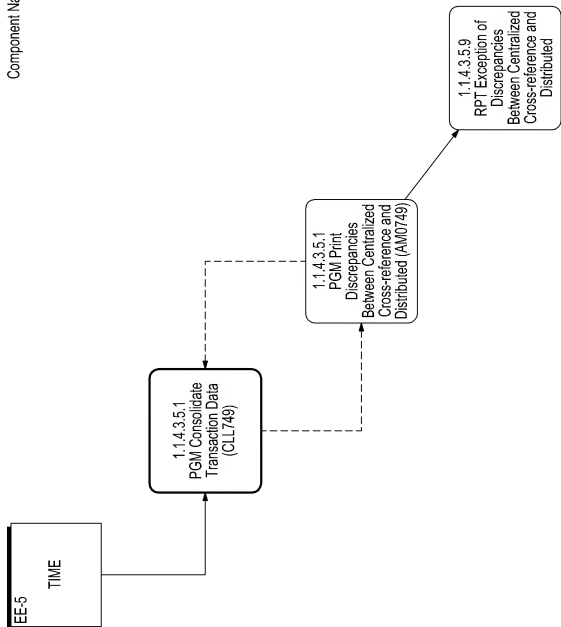 Component Na
EE-5
TIME
1.1.4.3.5.1
PGM Consolidate
Transaction Data
(CLL749)
1.1.4.3.5.1
PGM Print
Discrepancies
Between Centralized
Cross-reference and
Distributed (AM0749)
1.1.4.3.5.9
RPT Exception of
Discrepancies
Between Centralized
Cross-reference and
Distributed